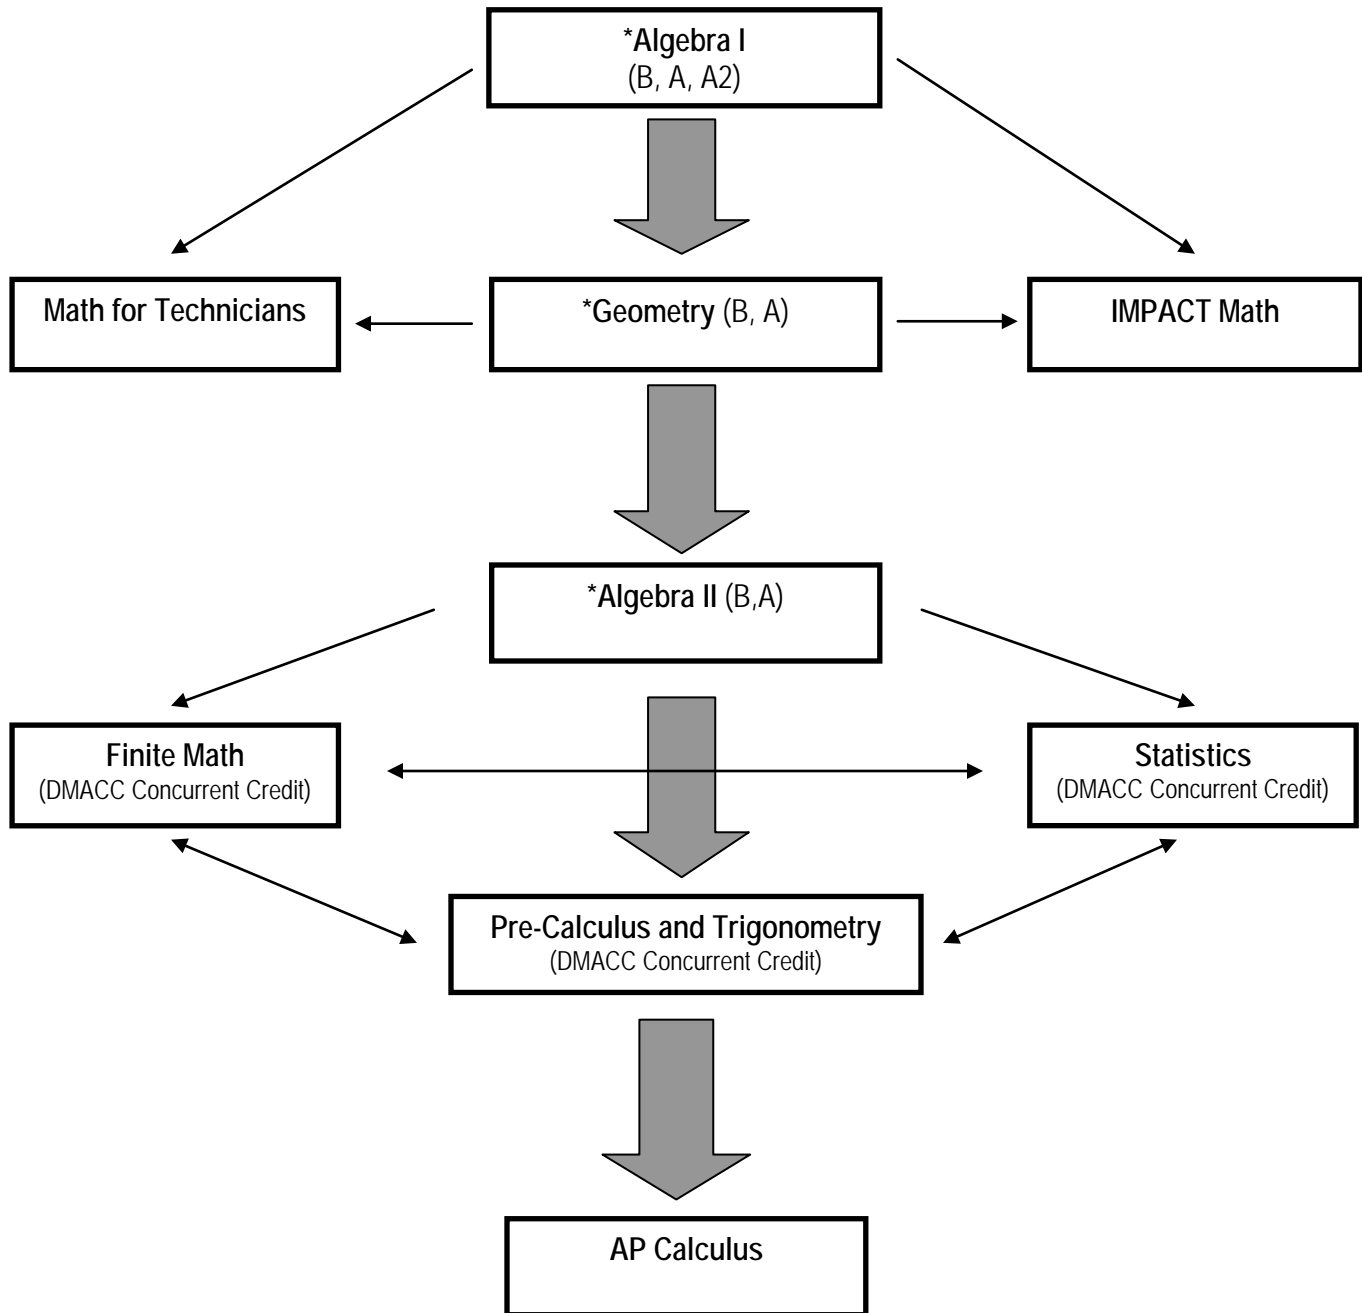 *Algebra I
(B, A, A2)
Math for Technicians
*Geometry (B, A)
IMPACT Math
*Algebra II (B,A)
Finite Math
(DMACC Concurrent Credit)
Statistics
(DMACC Concurrent Credit)
Pre-Calculus and Trigonometry
(DMACC Concurrent Credit)
AP Calculus